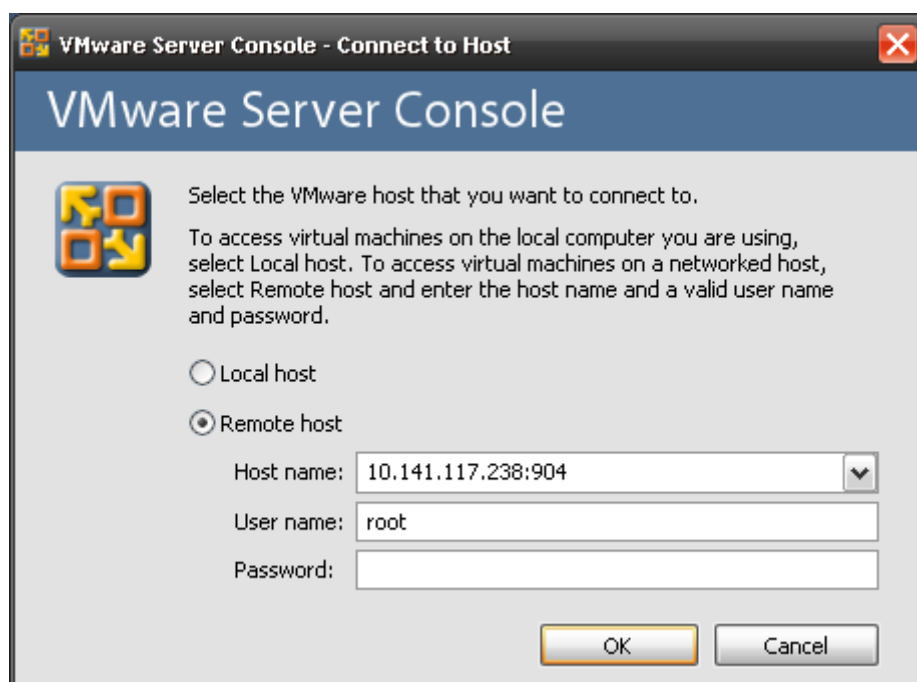 VMware Server Console - Connect to Host
VMware Server Console
Select the VMware host that you want to connect to.
To access virtual machines on the local computer you are using,
select Local host. To access virtual machines on a networked host,
select Remote host and enter the host name and a valid user name
and password.
Local host
Remote host
Host name: 10.141.117.238:904
User name: root
Password:
OK Cancel